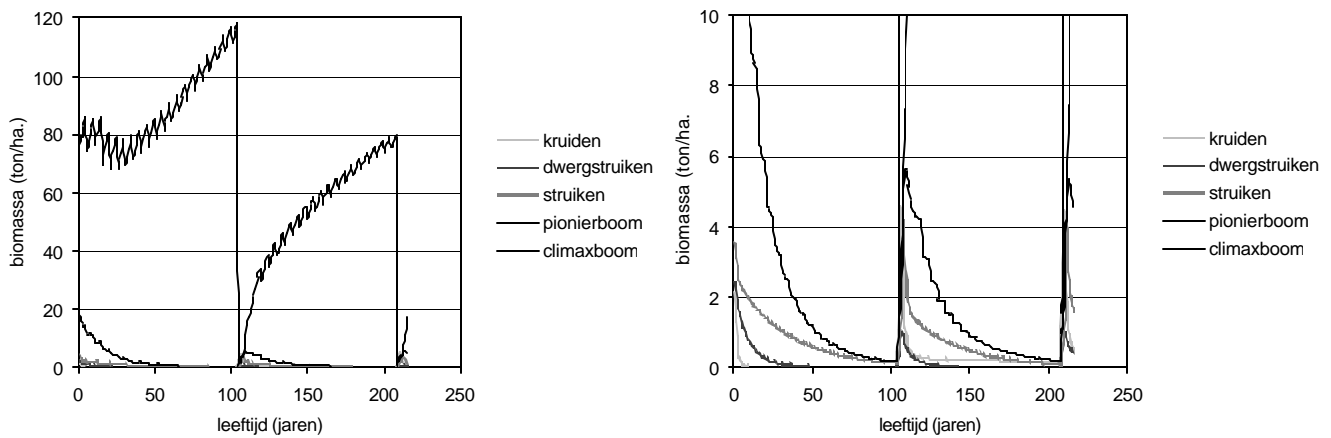 120
100
80
60
40
20
0
biomassa (ton/ha.)
0 50 100 150 200 250
leeftijd (jaren)
kruiden
dwergstruiken
struiken
pionierboom
climaxboom
10
8
6
4
2
0
biomassa (ton/ha.)
0 50 100 150 200 250
leeftijd (jaren)
kruiden
dwergstruiken
struiken
pionierboom
climaxboom